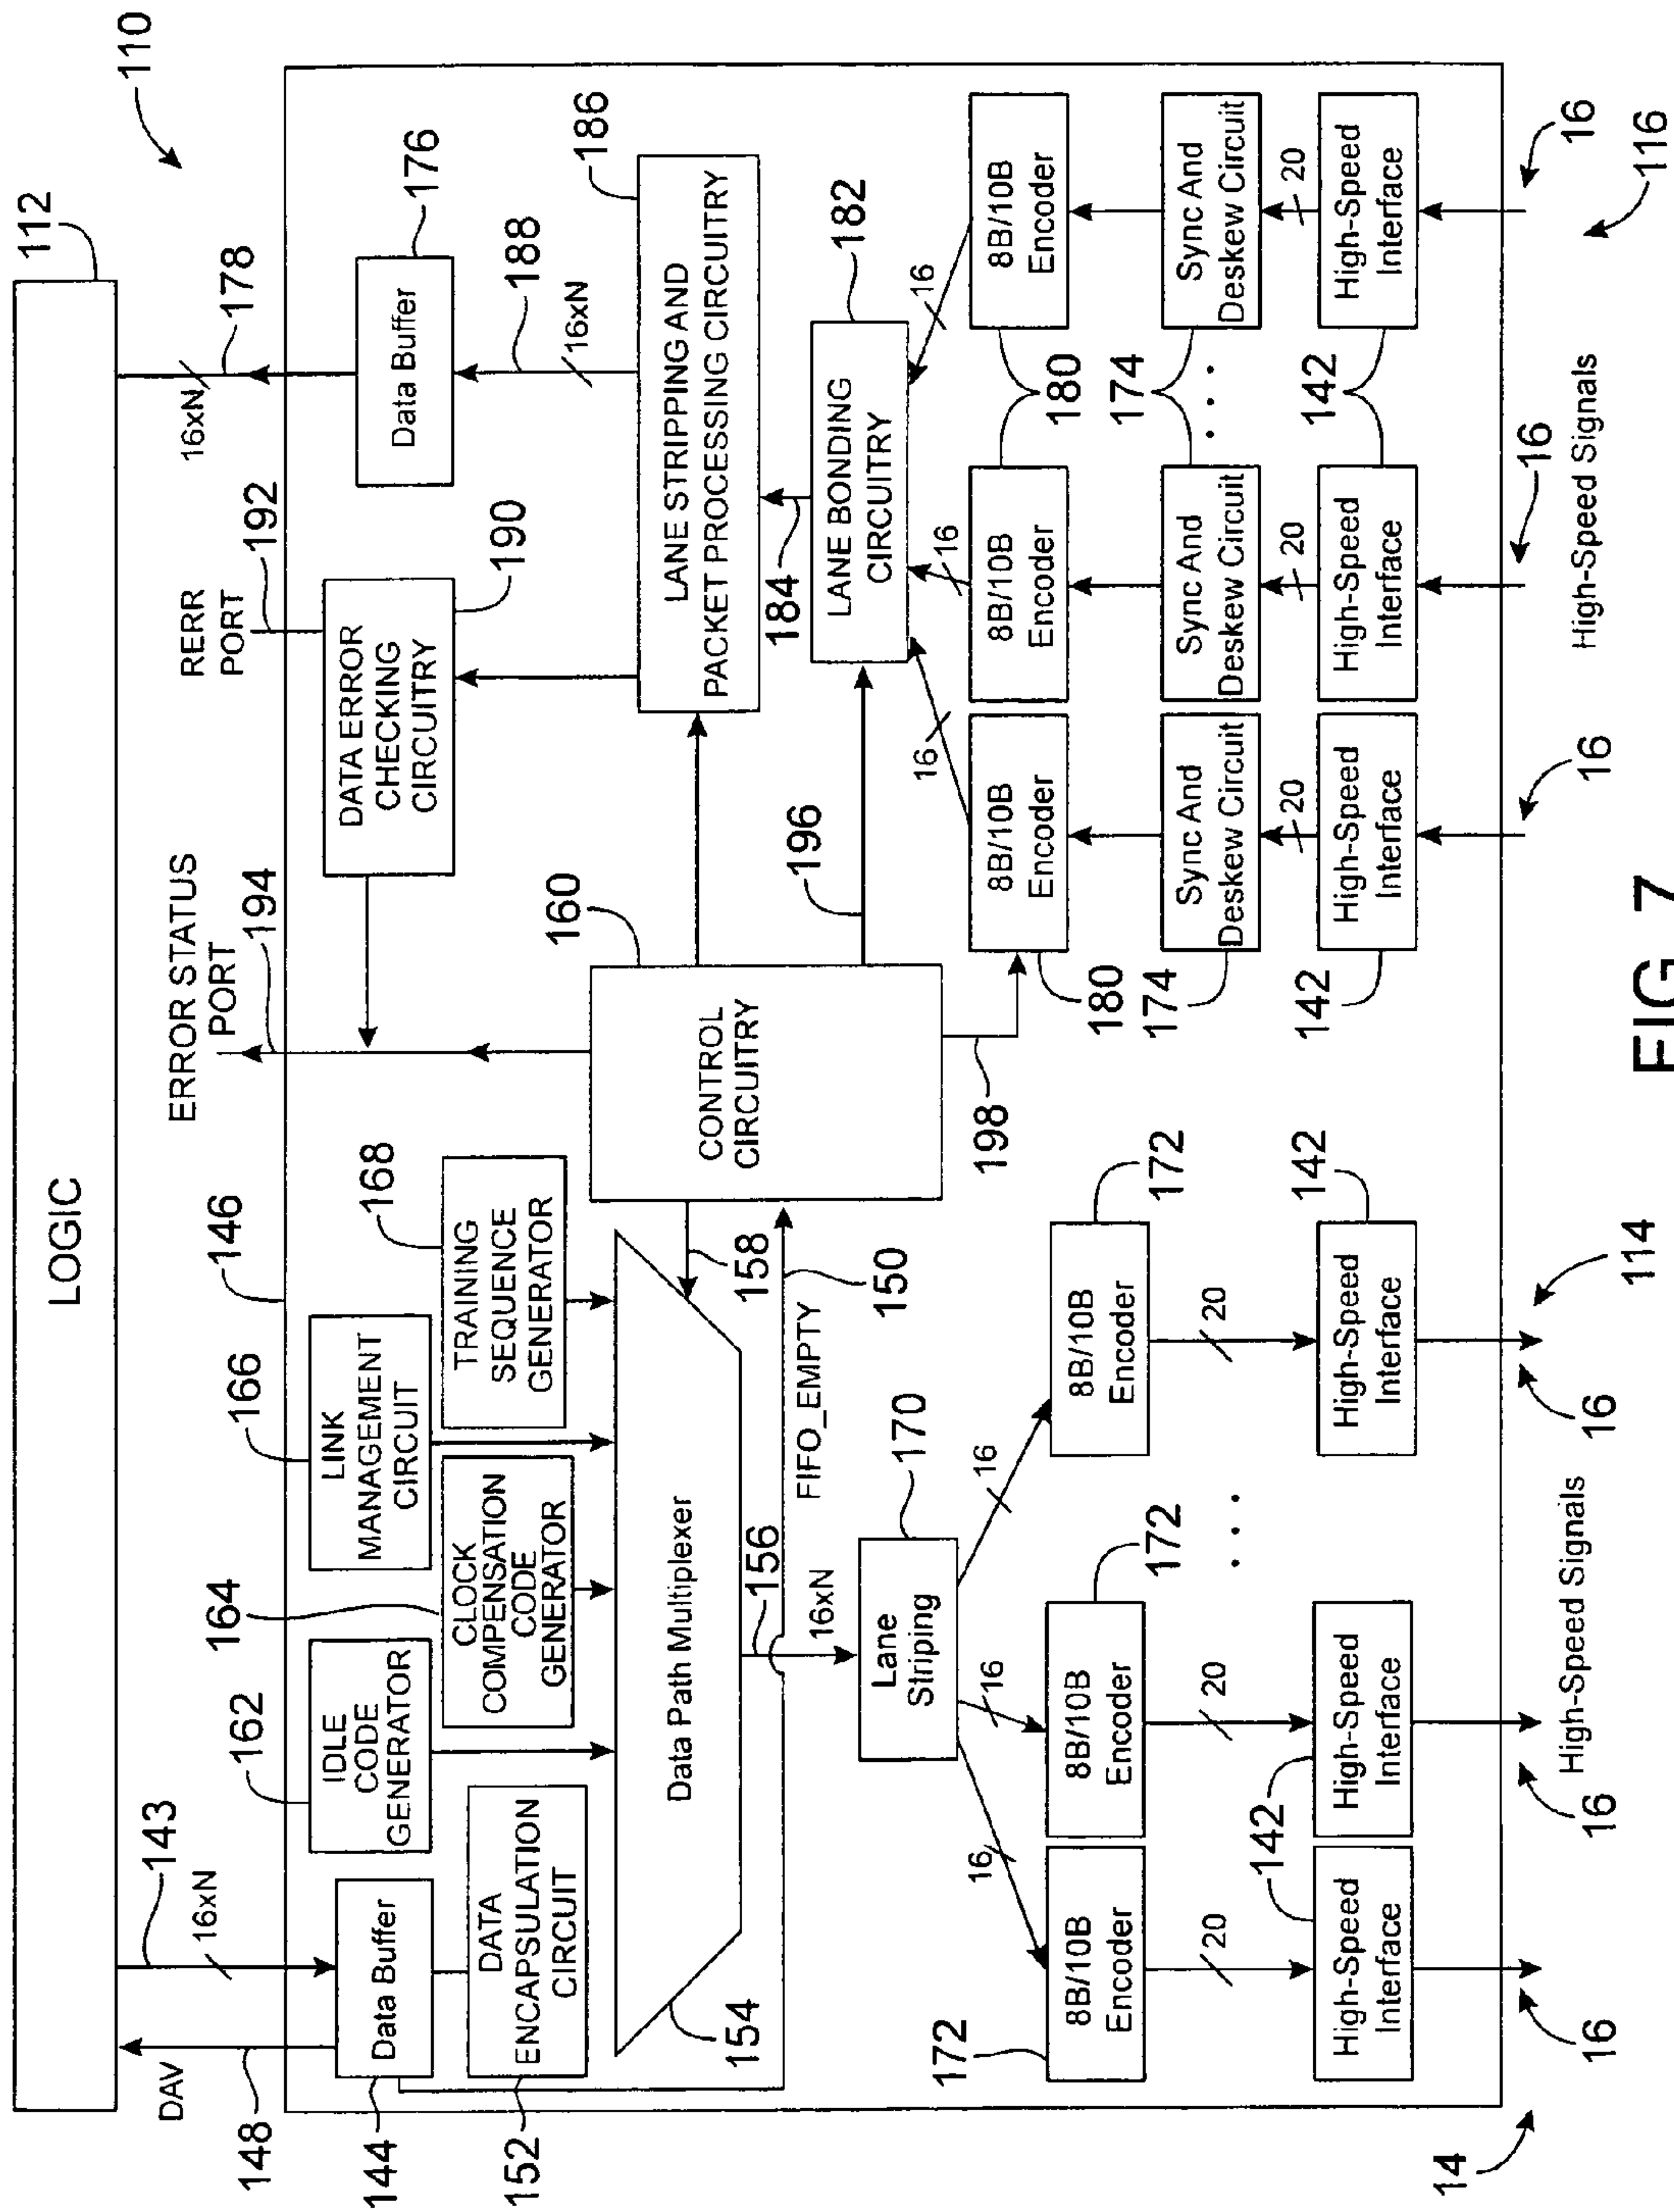 110
112
LOGIC
DAV
148
143
16xN
ERROR STATUS
PORT
194
RERR
PORT
192
16xN
178
146
144
Data Buffer
162
IDLE
CODE
GENERATOR
166
LINK
MANAGEMENT
CIRCUIT
168
TRAINING
SEQUENCE
GENERATOR
164
CLOCK
COMPENSATION
CODE
GENERATOR
152
DATA
ENCAPSULATION
CIRCUIT
154
Data Path Multiplexer
158
156
16xN
FIFO_EMPTY
150
160
CONTROL
CIRCUITRY
DATA ERROR
CHECKING
CIRCUITRY
190
Data Buffer
176
188
16xN
LANE STRIPPING AND
PACKET PROCESSING CIRCUITRY
186
184
LANE BONDING
CIRCUITRY
182
196
198
Lane
Striping
170
16
16
16
16
16
16
172
8B/10B
Encoder
8B/10B
Encoder
172
. . .
8B/10B
Encoder
172
8B/10B
Encoder
180
8B/10B
Encoder
180
8B/10B
Encoder
174
Sync And
Deskew Circuit
Sync And
Deskew Circuit
174
. . .
Sync And
Deskew Circuit
20
20
20
20
20
20
High-Speed
Interface
142
High-Speed
Interface
High-Speed
Interface
142
142
High-Speed
Interface
High-Speed
Interface
142
High-Speed
Interface
14
16
16
High-Speed Signals
16
114
16
16
High-Speed Signals
16
116
FIG. 7